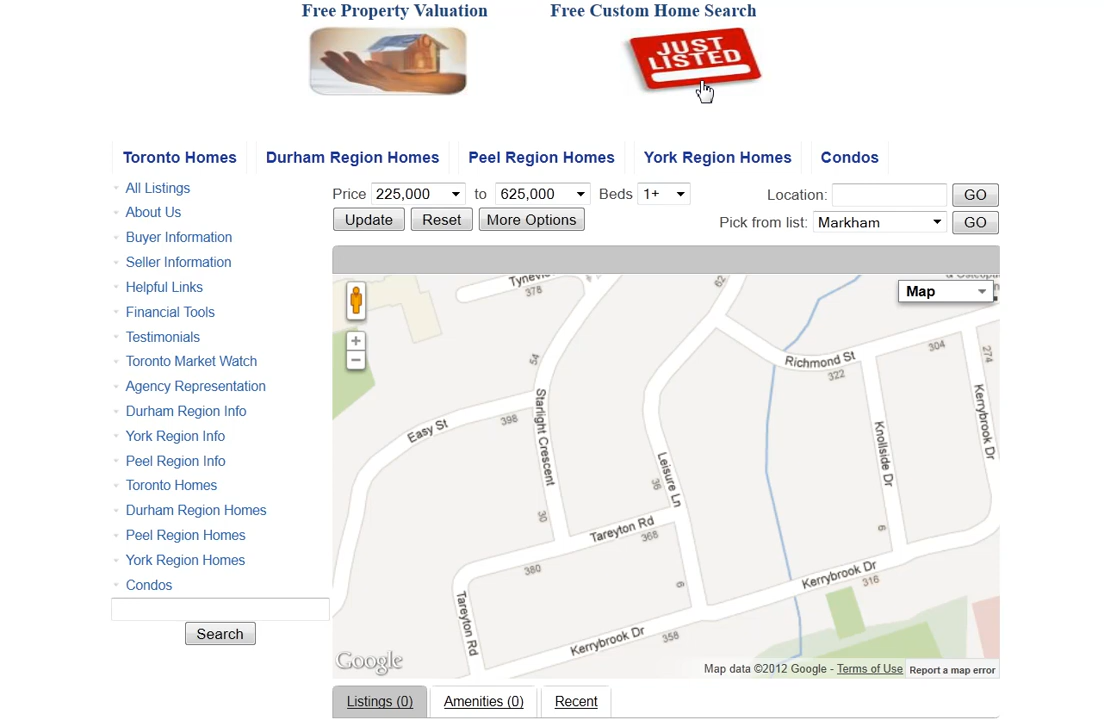 Free Property Valuation
Free Custom Home Search
JUST
LISTED
Toronto Homes
Durham Region Homes
Peel Region Homes
York Region Homes
Condos
All Listings
About Us
Buyer Information
Seller Information
Helpful Links
Financial Tools
Testimonials
Toronto Market Watch
Agency Representation
Durham Region Info
York Region Info
Peel Region Info
Toronto Homes
Durham Region Homes
Peel Region Homes
York Region Homes
Condos
Search
Price 225,000 to 625,000 Beds 1+
Location: GO
Update Reset More Options
Pick from list: Markham GO
Map
378
62
54
Richmond St
322
304
274
Easy St
398
Starlight Crescent
Kerrybrook Dr
Knollside Dr
Leisure Ln
36
30
Tareyton Rd
368
380
6
6
Kerrybrook Dr
316
Tareyton Rd
Kerrybrook Dr
358
Google
Map data ©2012 Google - Terms of Use
Report a map error
Listings (0)
Amenities (0)
Recent